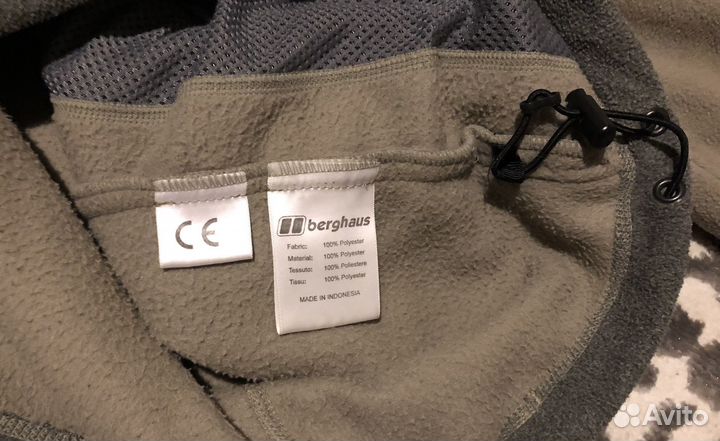 CE
berghaus
Fabric: 100% Polyester
Material: 100% Polyester
Tessuto: 100% Poliestere
Tissu: 100% Polyester
MADE IN INDONESIA
Avito